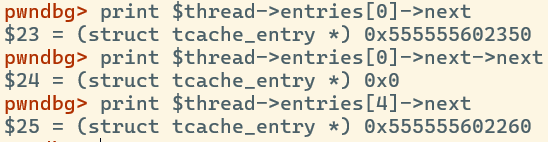 pwndbg> print $thread->entries[0]->next
$23 = (struct tcache_entry *) 0x555555602350
pwndbg> print $thread->entries[0]->next->next
$24 = (struct tcache_entry *) 0x0
pwndbg> print $thread->entries[4]->next
$25 = (struct tcache_entry *) 0x555555602260